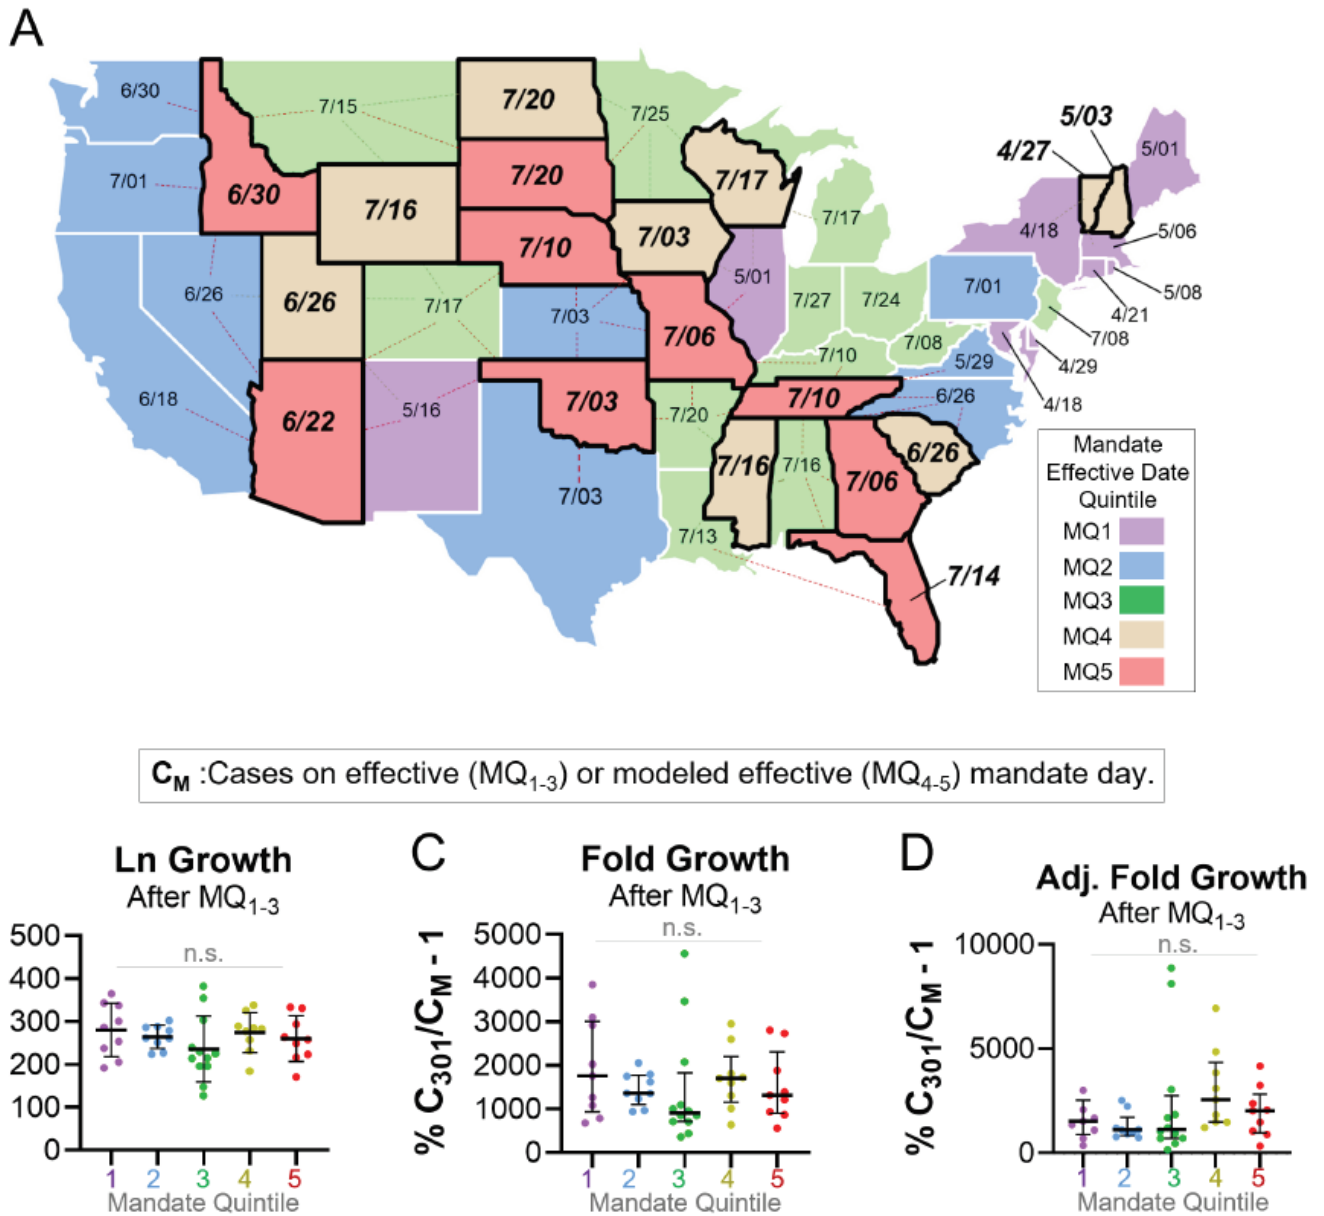 A
5/03
7/20
4/27
6/30
7/15
7/25
5/01
7/01
6/30
7/20
7/17
7/16
7/17
4/18
5/06
7/03
7/10
6/26
5/01
7/01
5/08
6/26
7/17
7/27
7/24
4/21
7/03
7/06
7/08
7/08
7/10
5/29
4/29
6/18
5/16
7/03
7/10
6/26
4/18
6/22
7/20
7/16
7/16
7/06
6/26
7/03
7/13
7/14
Mandate
Effective Date
Quintile
MQ1
MQ2
MQ3
MQ4
MQ5
CM :Cases on effective (MQ1-3) or modeled effective (MQ4-5) mandate day.
Ln Growth
After MQ1-3
n.s.
500
400
300
200
100
0
1 2 3 4 5
Mandate Quintile
C
Fold Growth
After MQ1-3
n.s.
% C301/CM - 1
5000
4000
3000
2000
1000
0
1 2 3 4 5
Mandate Quintile
D
Adj. Fold Growth
After MQ1-3
n.s.
% C301/CM - 1
10000
5000
0
1 2 3 4 5
Mandate Quintile